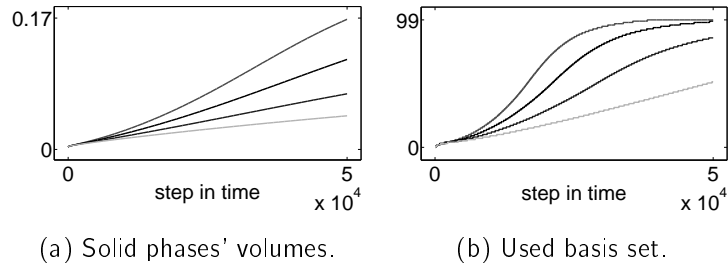 0.17
0
0
5
step in time
x 10^4
99
0
0
5
step in time
x 10^4
(a) Solid phases' volumes.
(b) Used basis set.